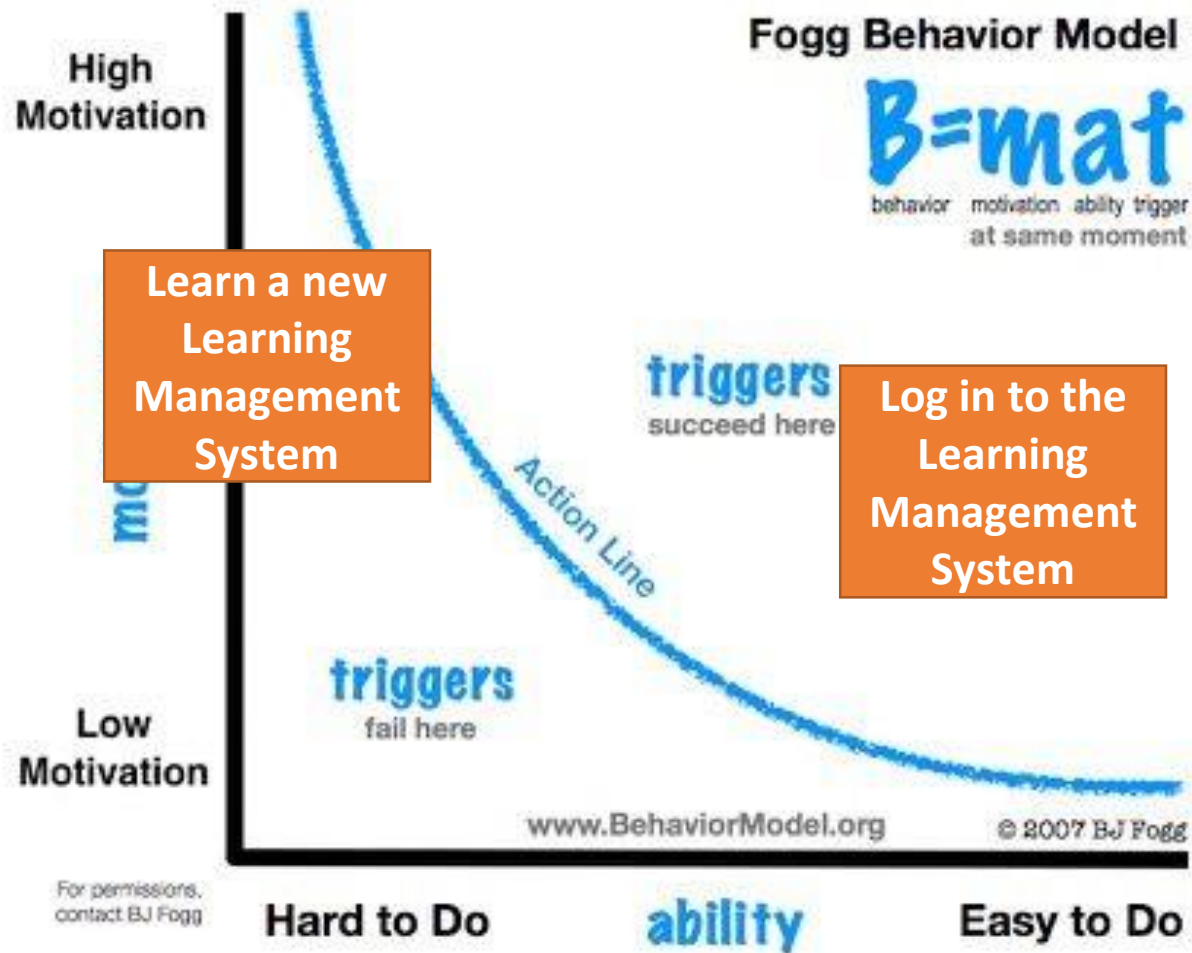 Fogg Behavior Model
B=mat
behavior motivation ability trigger
at same moment
High
Motivation
Learn a new
Learning
Management
System
mo
triggers
succeed here
Log in to the
Learning
Management
System
Action Line
triggers
fail here
Low
Motivation
www.BehaviorModel.org
© 2007 BJ Fogg
For permissions,
contact BJ Fogg
Hard to Do
ability
Easy to Do